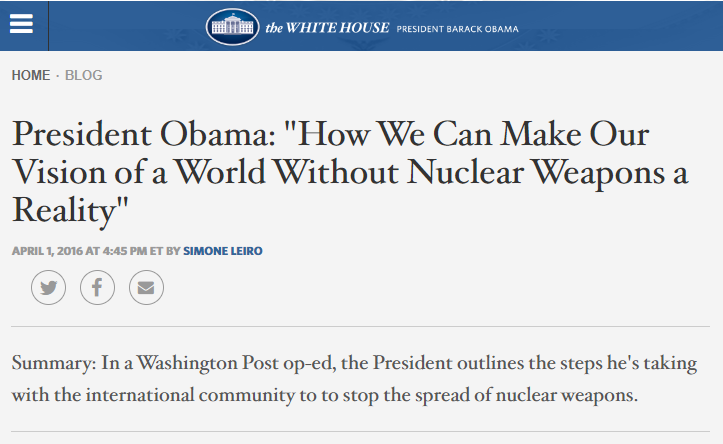 the WHITE HOUSE PRESIDENT BARACK OBAMA
HOME · BLOG
President Obama: "How We Can Make Our
Vision of a World Without Nuclear Weapons a
Reality"
APRIL 1, 2016 AT 4:45 PM ET BY SIMONE LEIRO
Summary: In a Washington Post op-ed, the President outlines the steps he's taking
with the international community to to stop the spread of nuclear weapons.